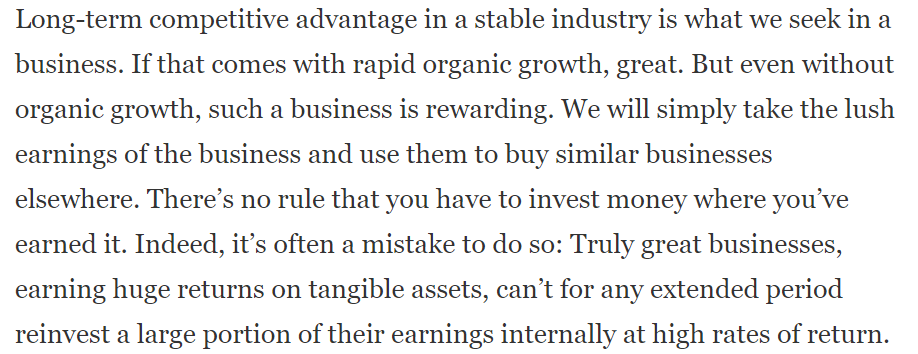 Long-term competitive advantage in a stable industry is what we seek in a
business. If that comes with rapid organic growth, great. But even without
organic growth, such a business is rewarding. We will simply take the lush
earnings of the business and use them to buy similar businesses
elsewhere. There’s no rule that you have to invest money where you’ve
earned it. Indeed, it’s often a mistake to do so: Truly great businesses,
earning huge returns on tangible assets, can’t for any extended period
reinvest a large portion of their earnings internally at high rates of return.